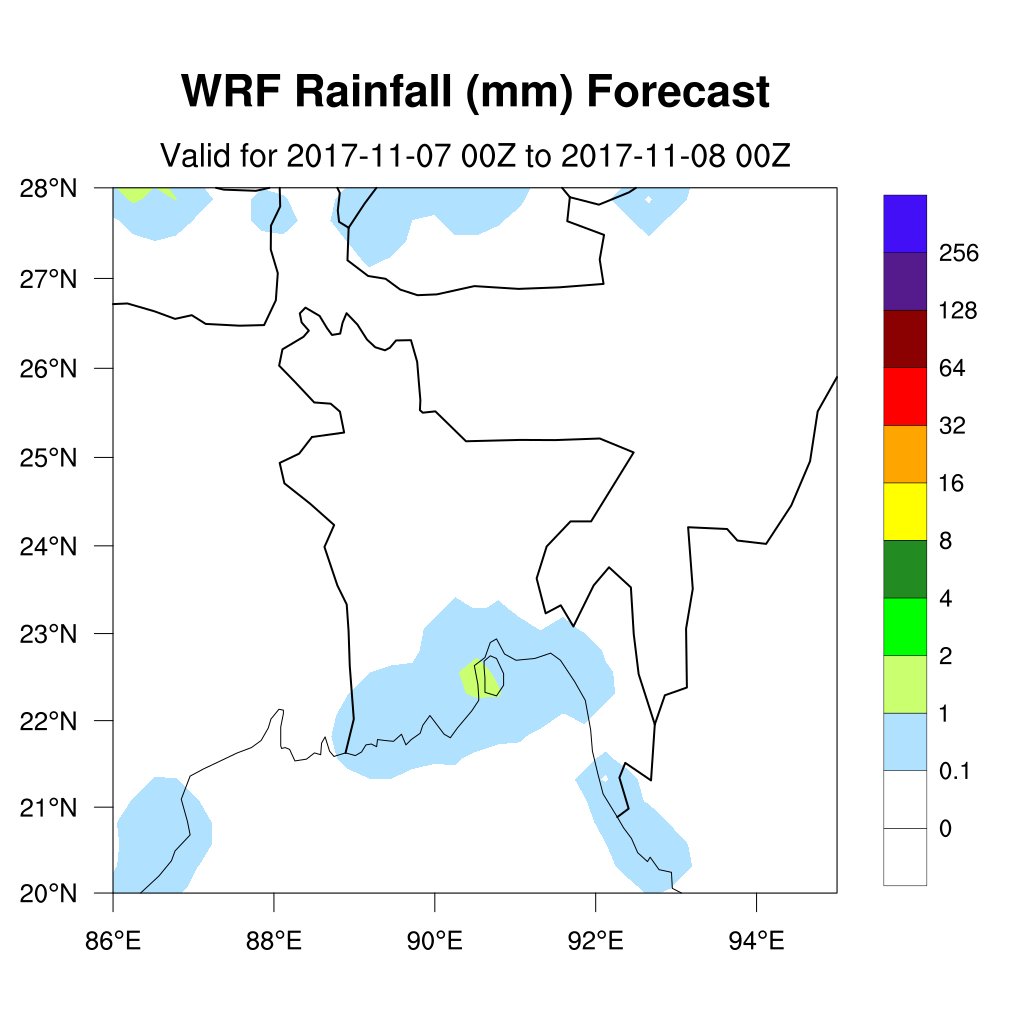 WRF Rainfall (mm) Forecast
Valid for 2017-11-07 00Z to 2017-11-08 00Z
28°N
27°N
26°N
25°N
24°N
23°N
22°N
21°N
20°N
86°E 88°E 90°E 92°E 94°E
256
128
64
32
16
8
4
2
1
0.1
0